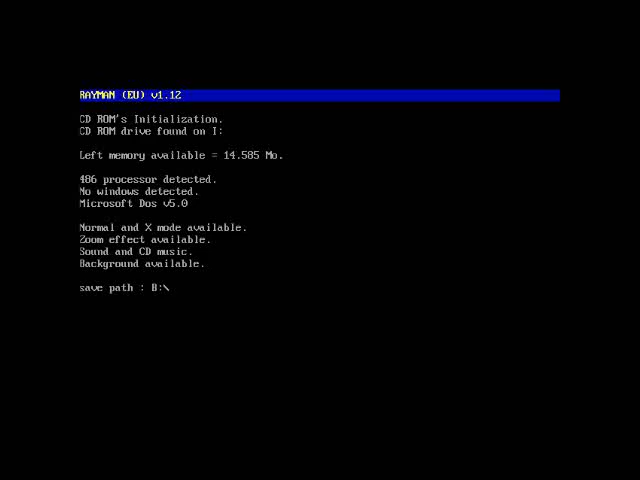 RAYMAN (EU) v1.12
CD ROM's Initialization.
CD ROM drive found on I:
Left memory available = 14.585 Mo.
486 processor detected.
No windows detected.
Microsoft Dos v5.0
Normal and X mode available.
Zoom effect available.
Sound and CD music.
Background available.
save path : B:\